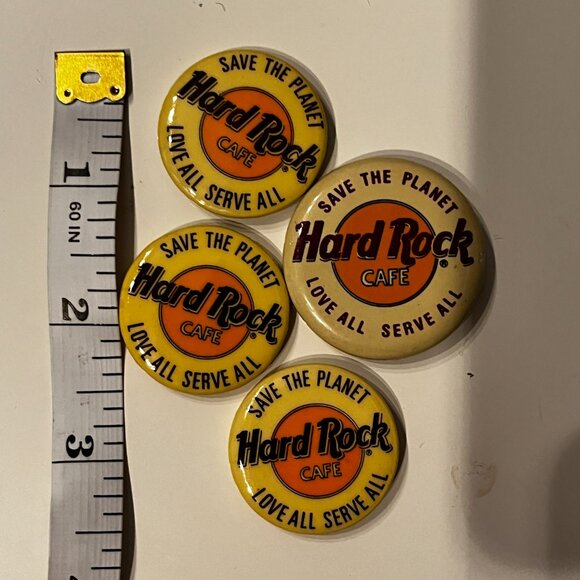 SAVE THE PLANET
Hard Rock
CAFE
LOVE ALL SERVE ALL
SAVE THE PLANET
Hard Rock®
CAFE
LOVE ALL SERVE ALL
SAVE THE PLANET
Hard Rock®
CAFE
LOVE ALL SERVE ALL
SAVE THE PLANET
Hard Rock®
CAFE
LOVE ALL SERVE ALL
1
60 IN
2
3